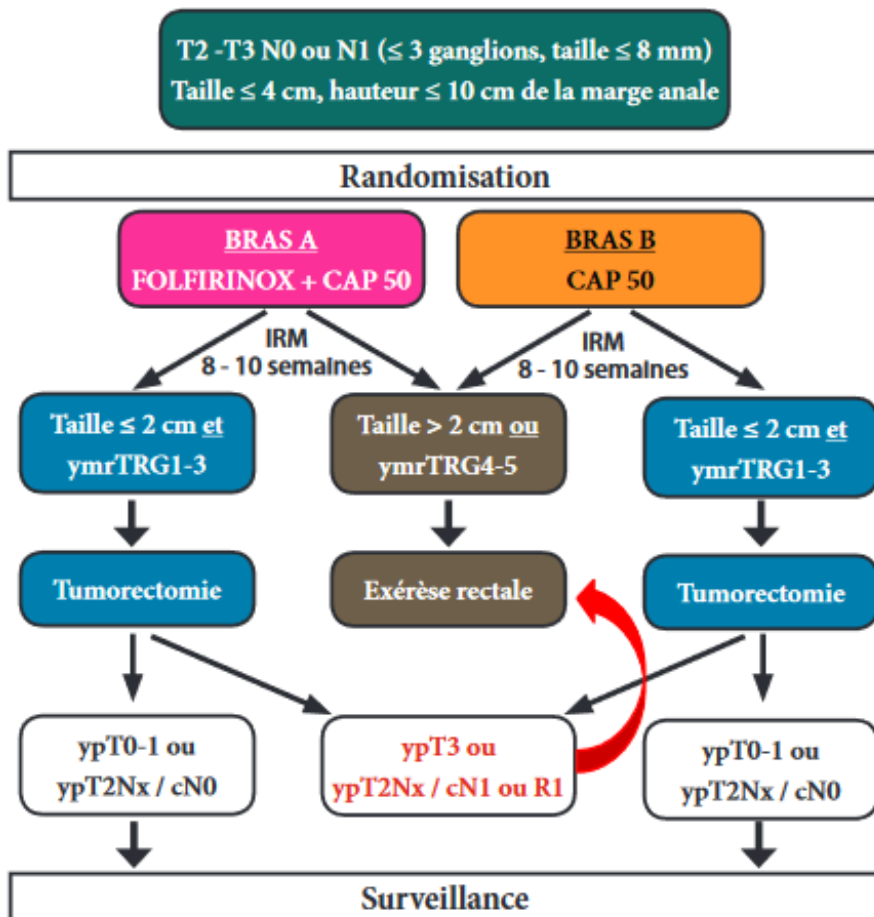 T2 -T3 N0 ou N1 (≤ 3 ganglions, taille ≤ 8 mm)
Taille ≤ 4 cm, hauteur ≤ 10 cm de la marge anale
Randomisation
BRAS A
FOLFIRINOX + CAP 50
BRAS B
CAP 50
IRM
8 - 10 semaines
IRM
8 - 10 semaines
Taille ≤ 2 cm et
ymrTRG1-3
Taille > 2 cm ou
ymrTRG4-5
Taille ≤ 2 cm et
ymrTRG1-3
Tumorectomie
Exérèse rectale
Tumorectomie
ypT0-1 ou
ypT2Nx / cN0
ypT3 ou
ypT2Nx / cN1 ou R1
ypT0-1 ou
ypT2Nx / cN0
Surveillance